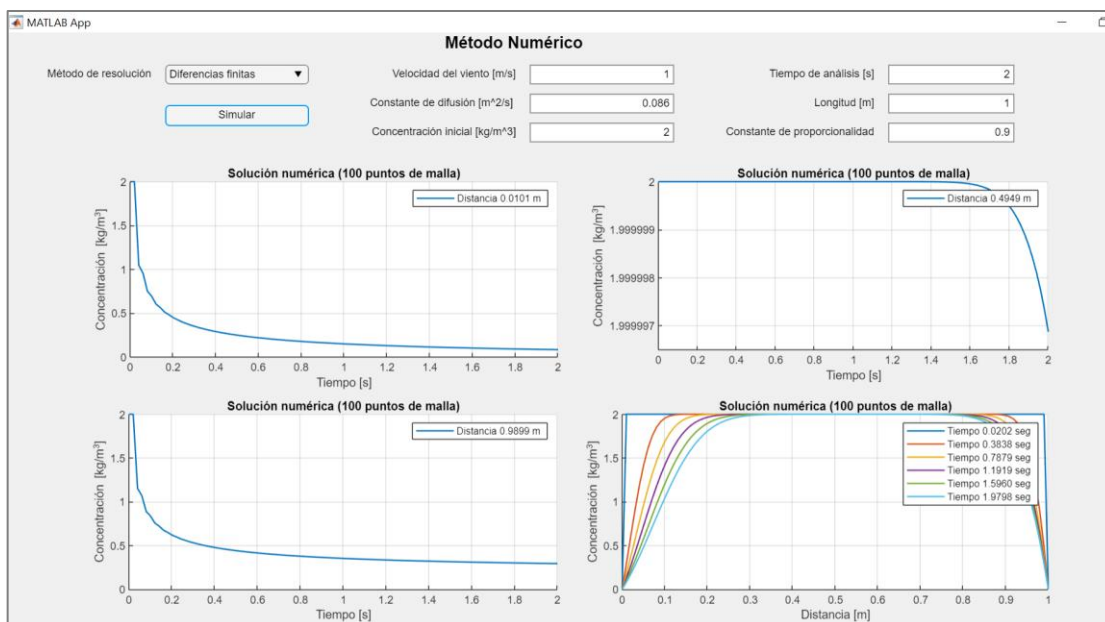 MATLAB App
Método Numérico
Método de resolución
Diferencias finitas
Simular
Velocidad del viento [m/s]
1
Constante de difusión [m^2/s]
0.086
Concentración inicial [kg/m^3]
2
Tiempo de análisis [s]
2
Longitud [m]
1
Constante de proporcionalidad
0.9
Solución numérica (100 puntos de malla)
Distancia 0.0101 m
Concentración [kg/m³]
2
1.5
1
0.5
0
0 0.2 0.4 0.6 0.8 1 1.2 1.4 1.6 1.8 2
Tiempo [s]
Solución numérica (100 puntos de malla)
Distancia 0.4949 m
Concentración [kg/m³]
2
1.999999
1.999998
1.999997
0 0.2 0.4 0.6 0.8 1 1.2 1.4 1.6 1.8 2
Tiempo [s]
Solución numérica (100 puntos de malla)
Distancia 0.9899 m
Concentración [kg/m³]
2
1.5
1
0.5
0
0 0.2 0.4 0.6 0.8 1 1.2 1.4 1.6 1.8 2
Tiempo [s]
Solución numérica (100 puntos de malla)
Tiempo 0.0202 seg
Tiempo 0.3838 seg
Tiempo 0.7879 seg
Tiempo 1.1919 seg
Tiempo 1.5960 seg
Tiempo 1.9798 seg
Concentración [kg/m³]
2
1.5
1
0.5
0
0 0.1 0.2 0.3 0.4 0.5 0.6 0.7 0.8 0.9 1
Distancia [m]